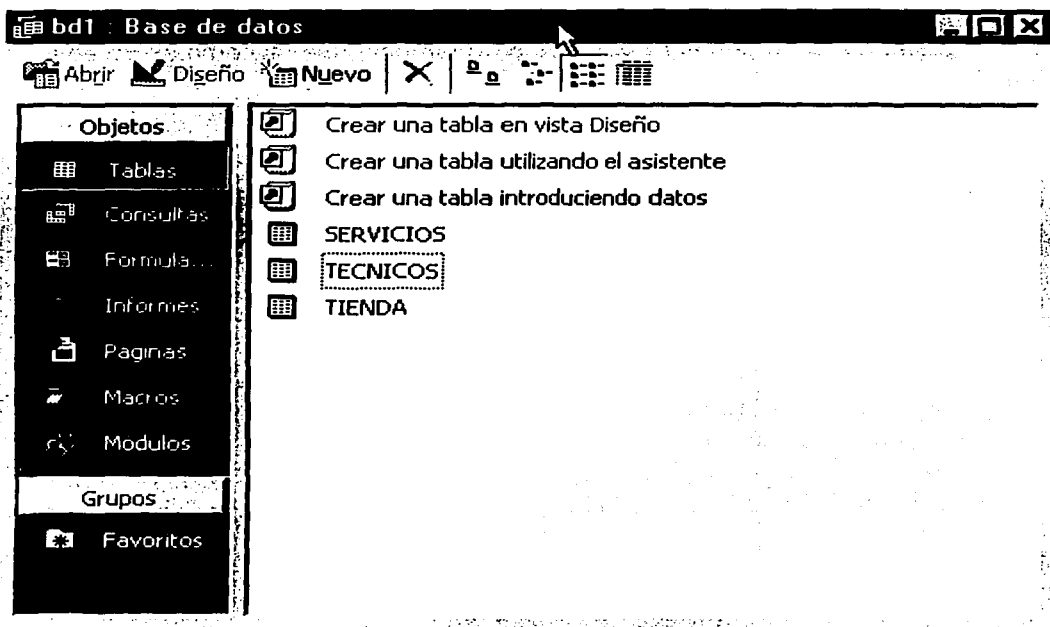 bd1 : Base de datos
Abrir Diseño Nuevo
Objetos
Tablas
Consultas
Formula...
Informes
Paginas
Macros
Modulos
Grupos
Favoritos
Crear una tabla en vista Diseño
Crear una tabla utilizando el asistente
Crear una tabla introduciendo datos
SERVICIOS
TECNICOS
TIENDA